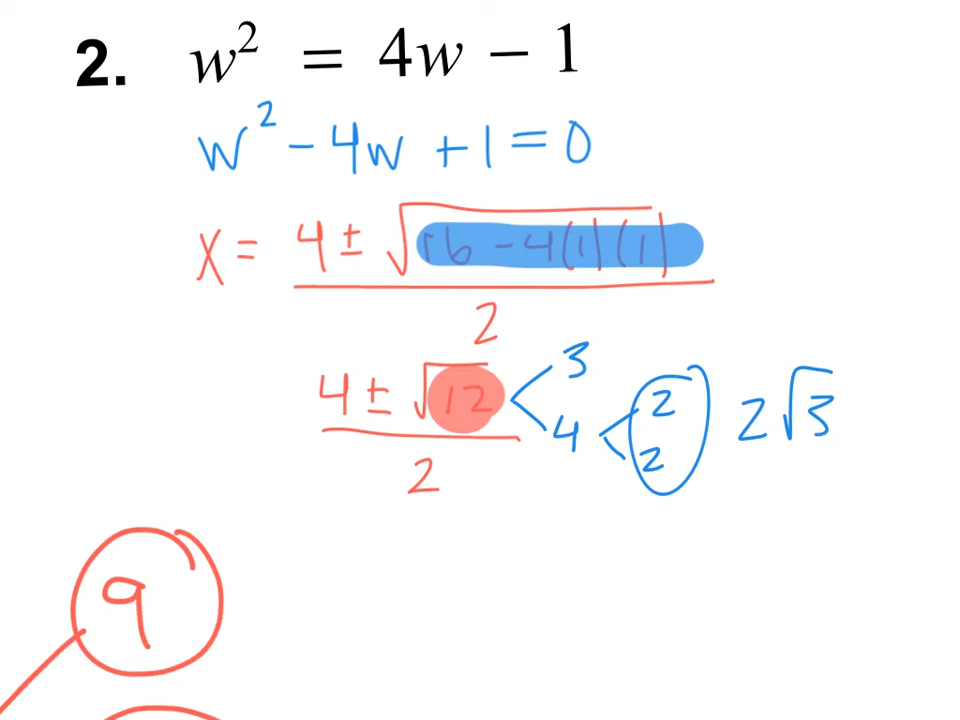 2. w² = 4w − 1
w² - 4w + 1 = 0
x = 4 ± √16 - 4(1)(1)
2
4 ± √12 < 3
4 < 2 2√3
2
2
9